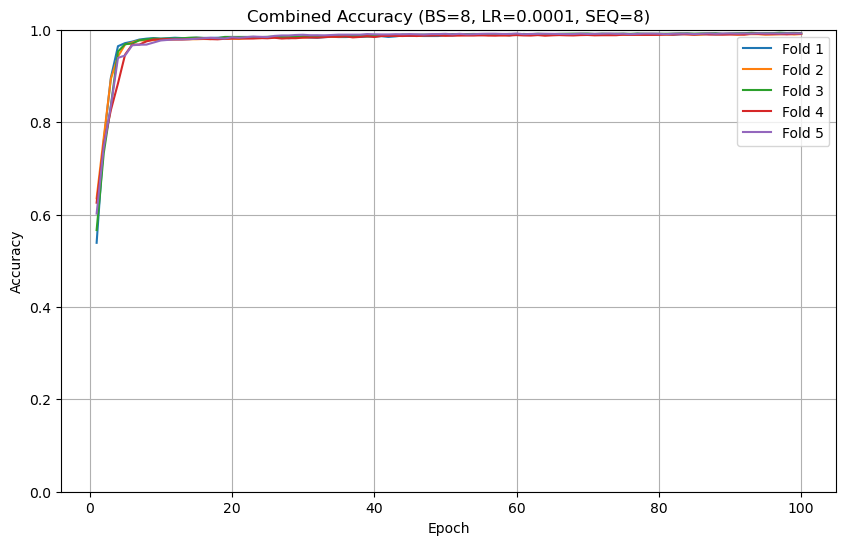 Combined Accuracy (BS=8, LR=0.0001, SEQ=8)
1.0
0.8
0.6
0.4
0.2
0.0
Accuracy
Fold 1
Fold 2
Fold 3
Fold 4
Fold 5
0 20 40 60 80 100
Epoch